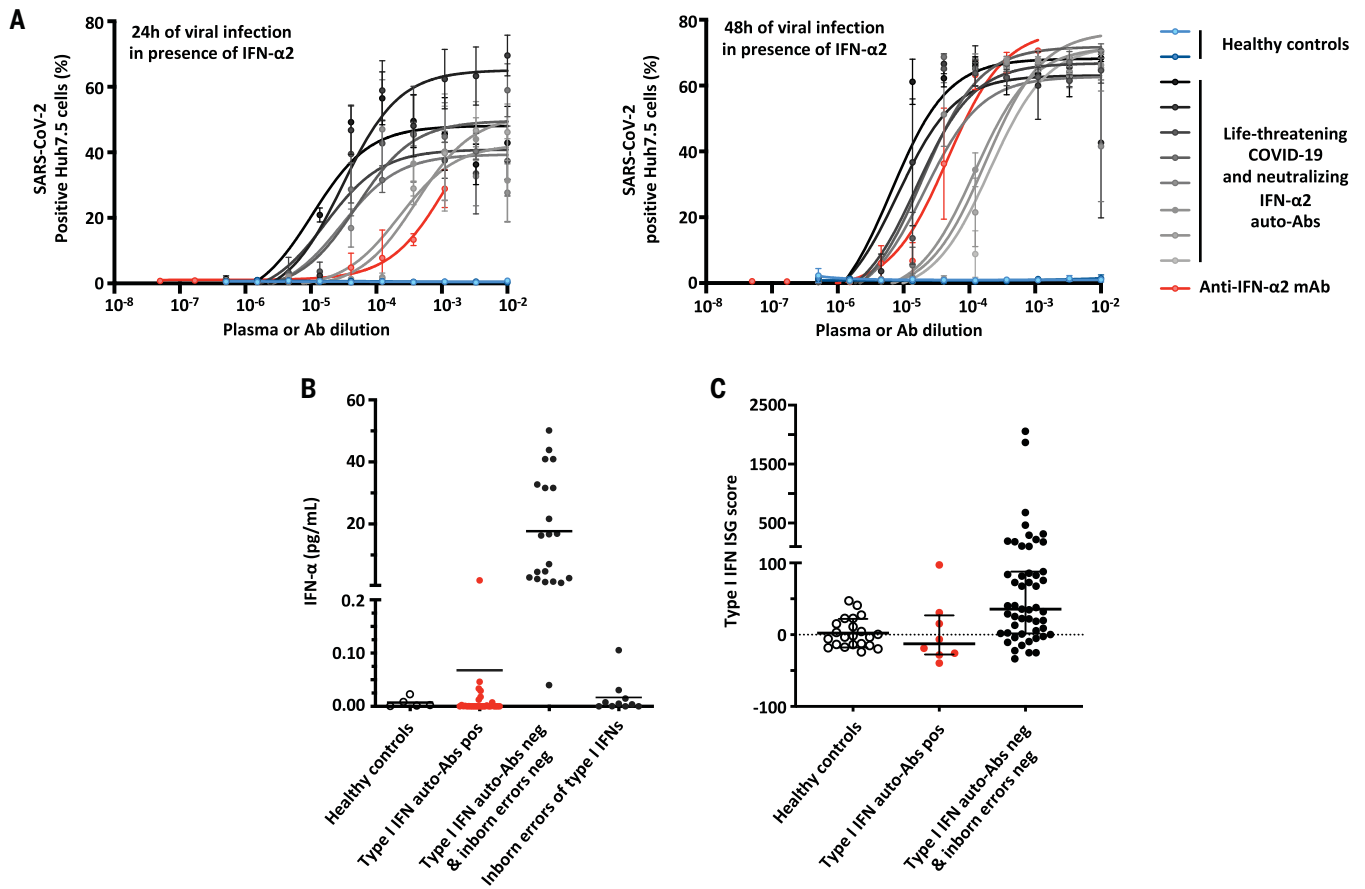 A
24h of viral infection
in presence of IFN-α2
SARS-CoV-2
Positive Huh7.5 cells (%)
80
60
40
20
0
10-8
10-7
10-6
10-5
10-4
10-3
10-2
Plasma or Ab dilution
48h of viral infection
in presence of IFN-α2
SARS-CoV-2
positive Huh7.5 cells (%)
80
60
40
20
0
10-8
10-7
10-6
10-5
10-4
10-3
10-2
Plasma or Ab dilution
Healthy controls
Life-threatening
COVID-19
and neutralizing
IFN-α2
auto-Abs
Anti-IFN-α2 mAb
B
IFN-α (pg/mL)
60
40
20
0.2
0.10
0.00
Healthy controls
Type I IFN auto-Abs pos
Type I IFN auto-Abs neg
& inborn errors neg
Inborn errors of type I IFNs
C
Type I IFN ISG score
2500
1500
500
100
0
-100
Healthy controls
Type I IFN auto-Abs pos
Type I IFN auto-Abs neg
& inborn errors neg